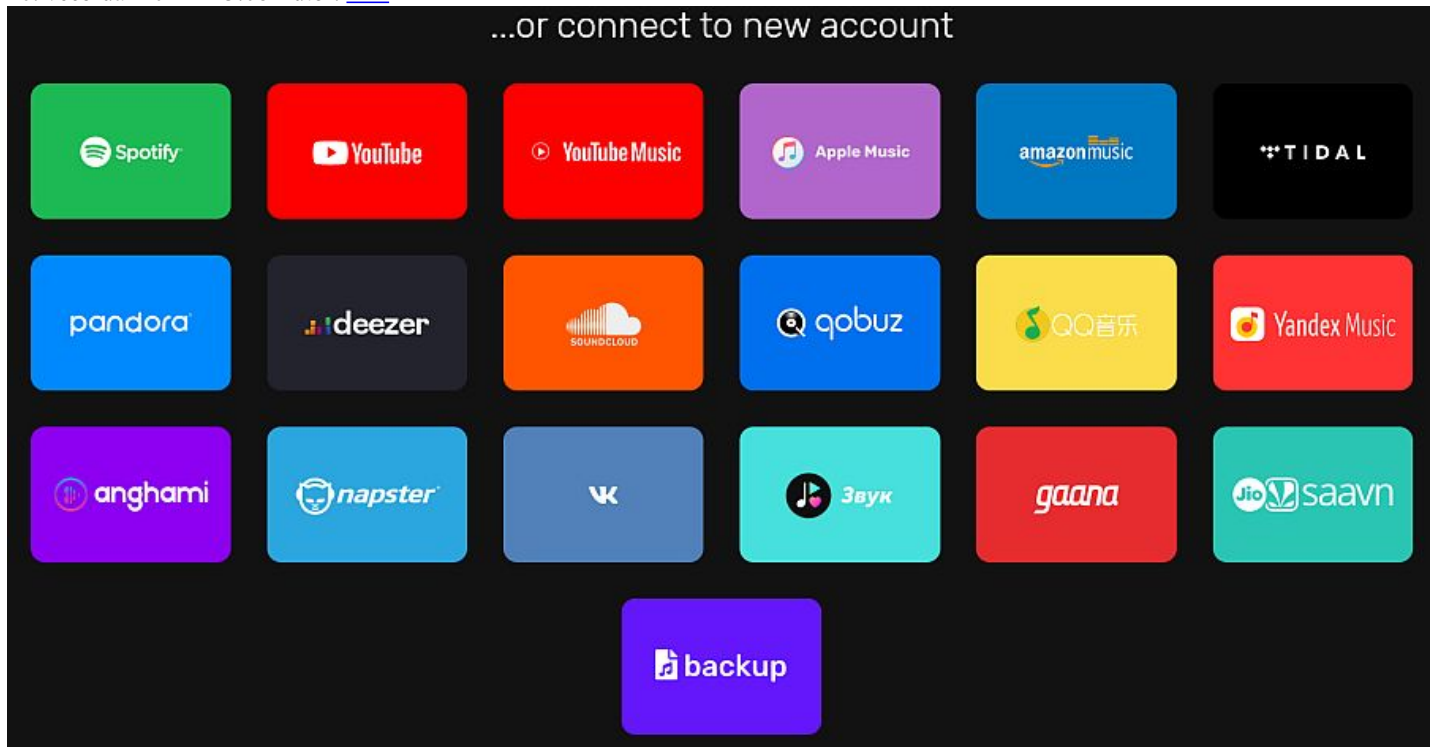 ...or connect to new account
Spotify
YouTube
YouTube Music
Apple Music
amazon music
TIDAL
pandora
deezer
SOUNDCLOUD
qobuz
QQ音乐
Yandex Music
anghami
napster
VK
Звук
gaana
Jio saavn
backup